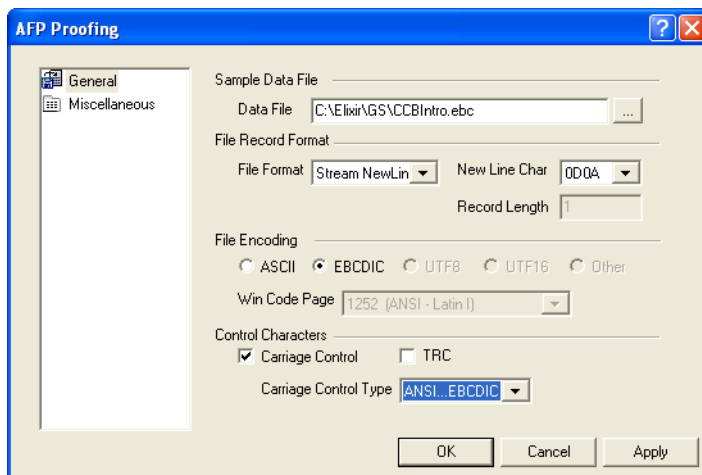 AFP Proofing
General
Miscellaneous
Sample Data File
Data File C:\Elixir\GS\CCBIntro.ebc ...
File Record Format
File Format Stream NewLin New Line Char 0D0A
Record Length 1
File Encoding
ASCII EBCDIC UTF8 UTF16 Other
Win Code Page 1252 (ANSI - Latin I)
Control Characters
Carriage Control TRC
Carriage Control Type ANSI...EBCDIC
OK Cancel Apply